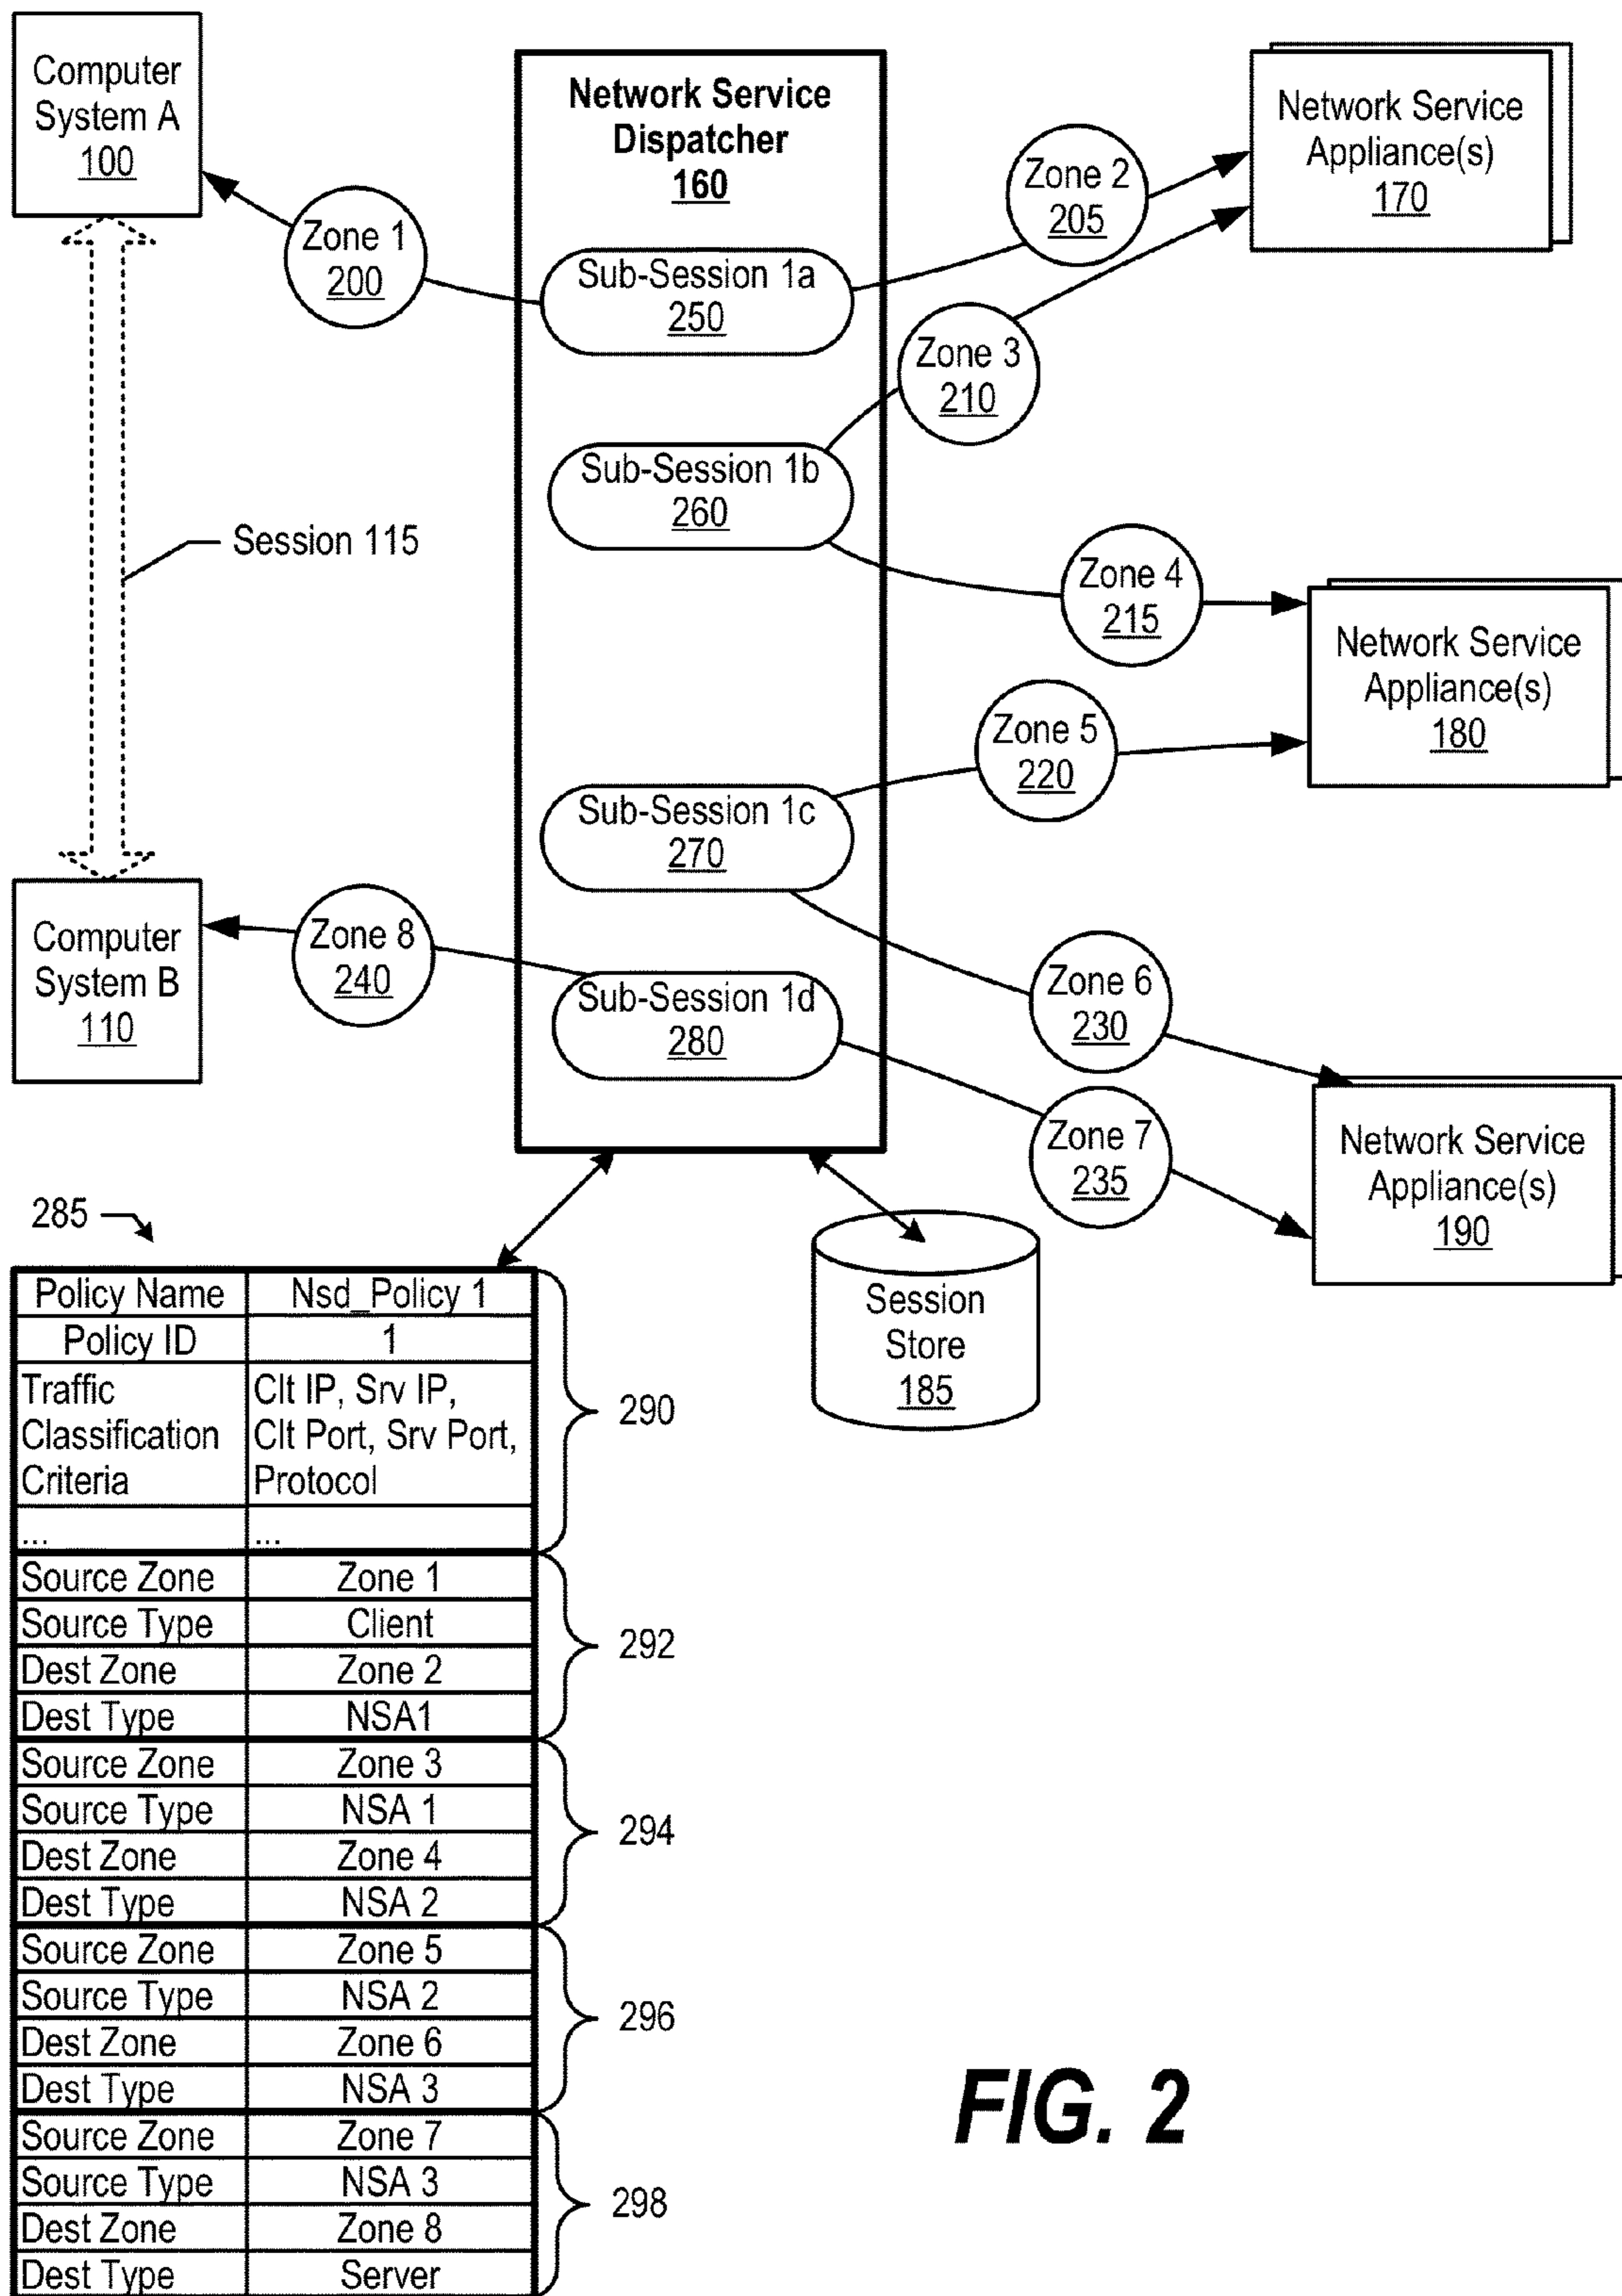 Computer
System A
100
Network Service
Dispatcher
160
Zone 1
200
Sub-Session 1a
250
Zone 2
205
Network Service
Appliance(s)
170
Zone 3
210
Sub-Session 1b
260
Session 115
Zone 4
215
Network Service
Appliance(s)
180
Zone 5
220
Sub-Session 1c
270
Computer
System B
110
Zone 8
240
Sub-Session 1d
280
Zone 6
230
Zone 7
235
Network Service
Appliance(s)
190
Session
Store
185
285
Policy Name Nsd_Policy 1
Policy ID 1
Traffic Clt IP, Srv IP,
Classification Clt Port, Srv Port,
Criteria Protocol
... ...
290
Source Zone Zone 1
Source Type Client
Dest Zone Zone 2
Dest Type NSA1
292
Source Zone Zone 3
Source Type NSA 1
Dest Zone Zone 4
Dest Type NSA 2
294
Source Zone Zone 5
Source Type NSA 2
Dest Zone Zone 6
Dest Type NSA 3
296
Source Zone Zone 7
Source Type NSA 3
Dest Zone Zone 8
Dest Type Server
298
FIG. 2